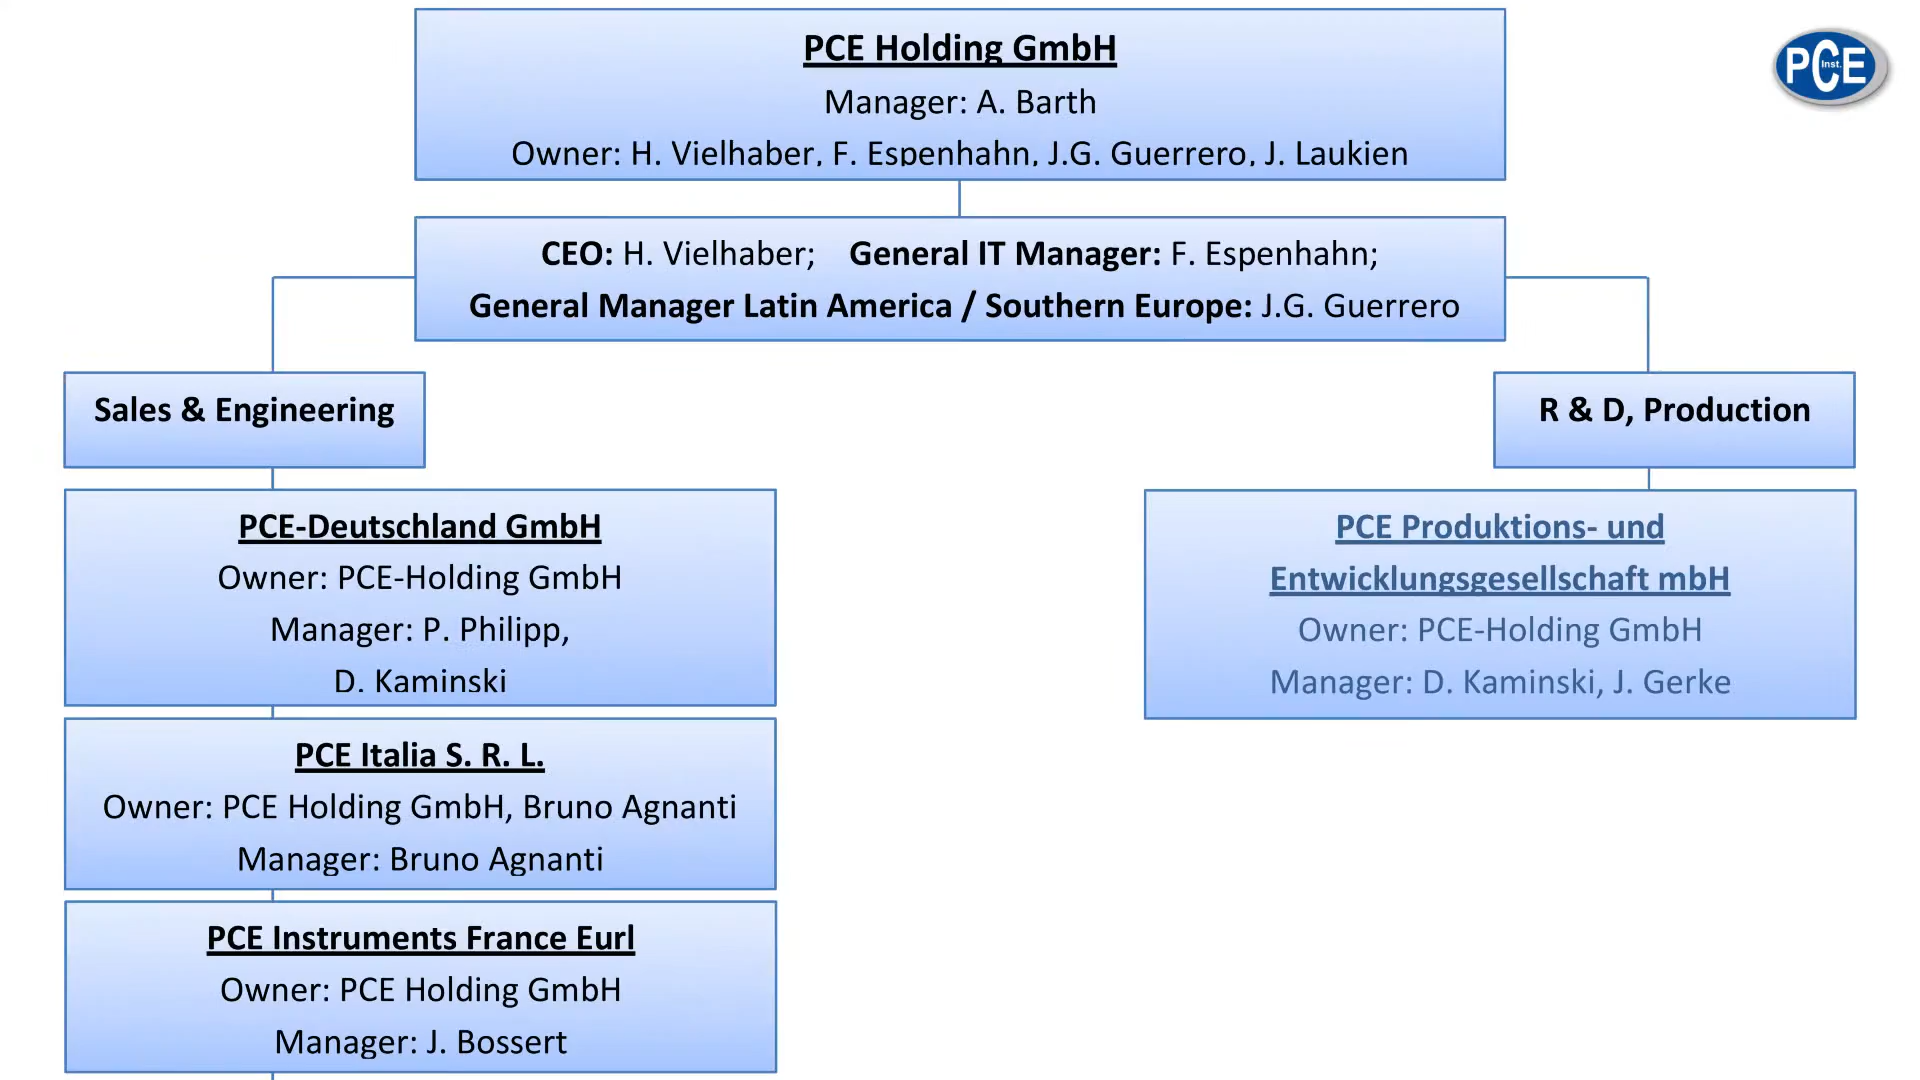 PCE Holding GmbH
Manager: A. Barth
Owner: H. Vielhaber, F. Espenhahn, J.G. Guerrero, J. Laukien
PCE
Inst.
CEO: H. Vielhaber; General IT Manager: F. Espenhahn;
General Manager Latin America / Southern Europe: J.G. Guerrero
Sales & Engineering
R & D, Production
PCE-Deutschland GmbH
Owner: PCE-Holding GmbH
Manager: P. Philipp,
D. Kaminski
PCE Produktions- und
Entwicklungsgesellschaft mbH
Owner: PCE-Holding GmbH
Manager: D. Kaminski, J. Gerke
PCE Italia S. R. L.
Owner: PCE Holding GmbH, Bruno Agnanti
Manager: Bruno Agnanti
PCE Instruments France Eurl
Owner: PCE Holding GmbH
Manager: J. Bossert